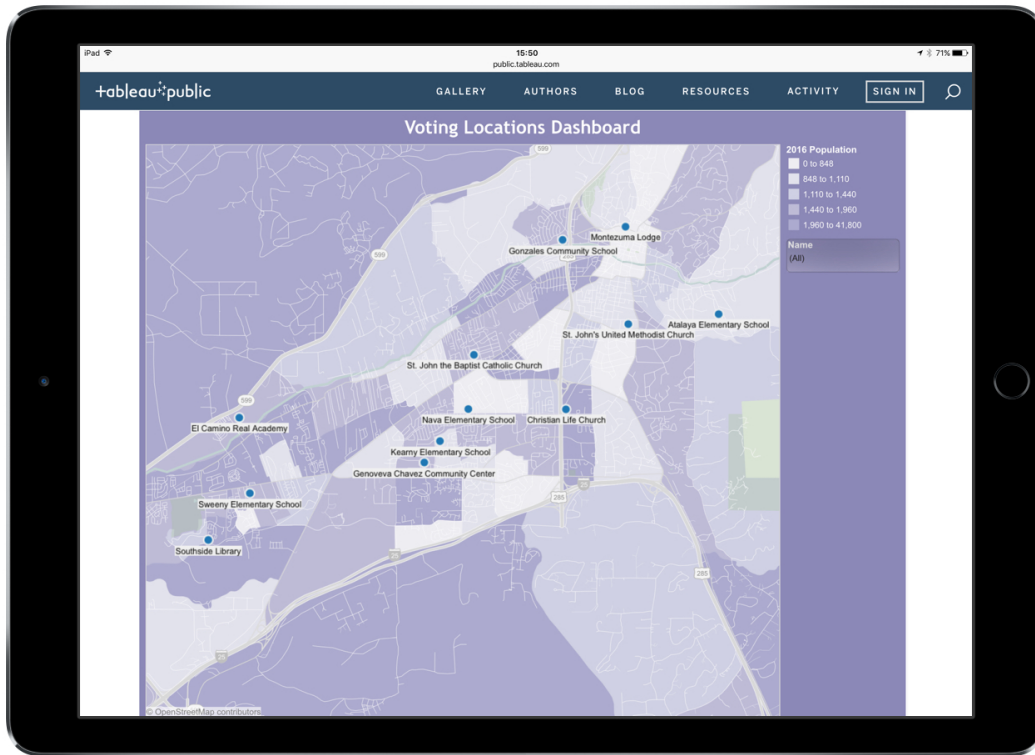 iPad
15:50
71%
public.tableau.com
+ableau public
GALLERY
AUTHORS
BLOG
RESOURCES
ACTIVITY
SIGN IN
Voting Locations Dashboard
2016 Population
0 to 848
848 to 1,110
1,110 to 1,440
1,440 to 1,960
1,960 to 41,800
Name
(All)
599
599
Montezuma Lodge
Gonzales Community School
285
Atalaya Elementary School
St. John's United Methodist Church
St. John the Baptist Catholic Church
599
El Camino Real Academy
Nava Elementary School
Christian Life Church
Kearny Elementary School
Genoveva Chavez Community Center
25
285
Sweeny Elementary School
Southside Library
25
285
25
© OpenStreetMap contributors